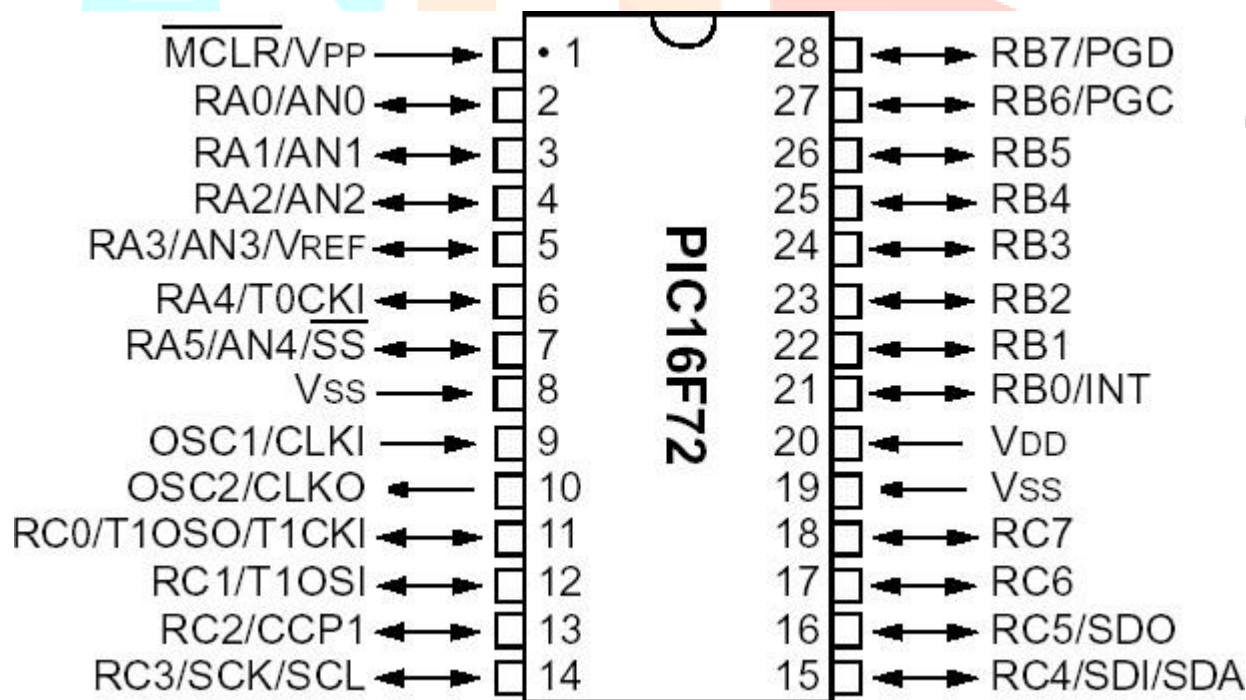 MCLR/VPP 1 28 RB7/PGD
RA0/AN0 2 27 RB6/PGC
RA1/AN1 3 26 RB5
RA2/AN2 4 25 RB4
RA3/AN3/VREF 5 24 RB3
RA4/T0CKI 6 23 RB2
RA5/AN4/SS 7 22 RB1
VSS 8 21 RB0/INT
OSC1/CLKI 9 20 VDD
OSC2/CLKO 10 19 VSS
RC0/T1OSO/T1CKI 11 18 RC7
RC1/T1OSI 12 17 RC6
RC2/CCP1 13 16 RC5/SDO
RC3/SCK/SCL 14 15 RC4/SDI/SDA
PIC16F72